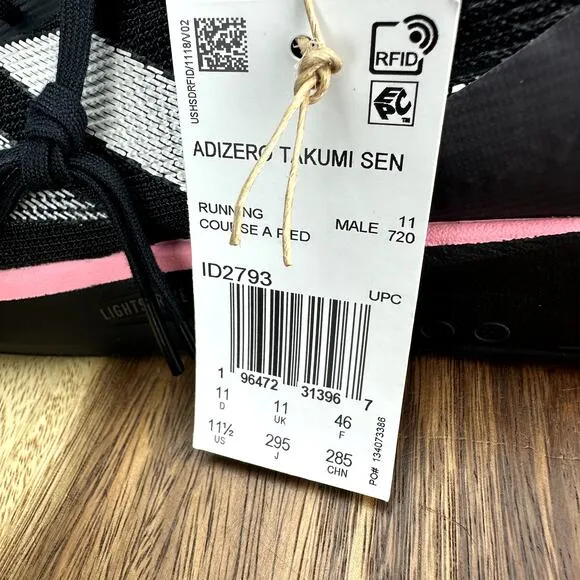 USHSDRFID/1118/V02
RFID
EPC™
ADIZERO TAKUMI SEN
RUNNING MALE 11
COURSE A PIED 720
ID2793
UPC
1 96472 31396 7
11 D 11 UK 46 F
11½ US 295 J 285 CHN
PO# 134073386